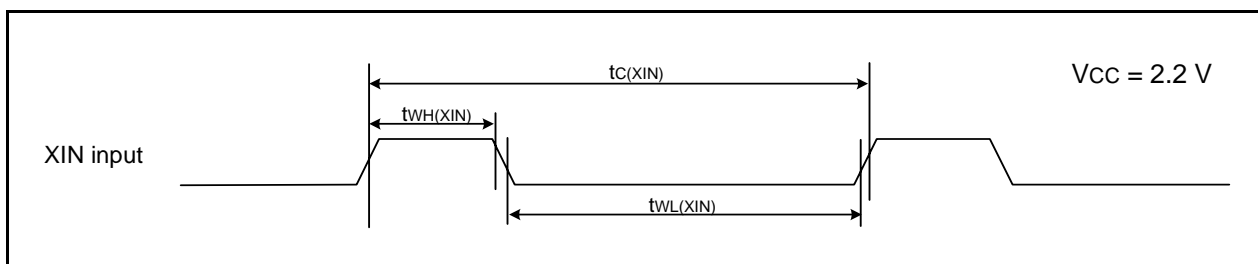 tC(XIN)
VCC = 2.2 V
tWH(XIN)
XIN input
tWL(XIN)